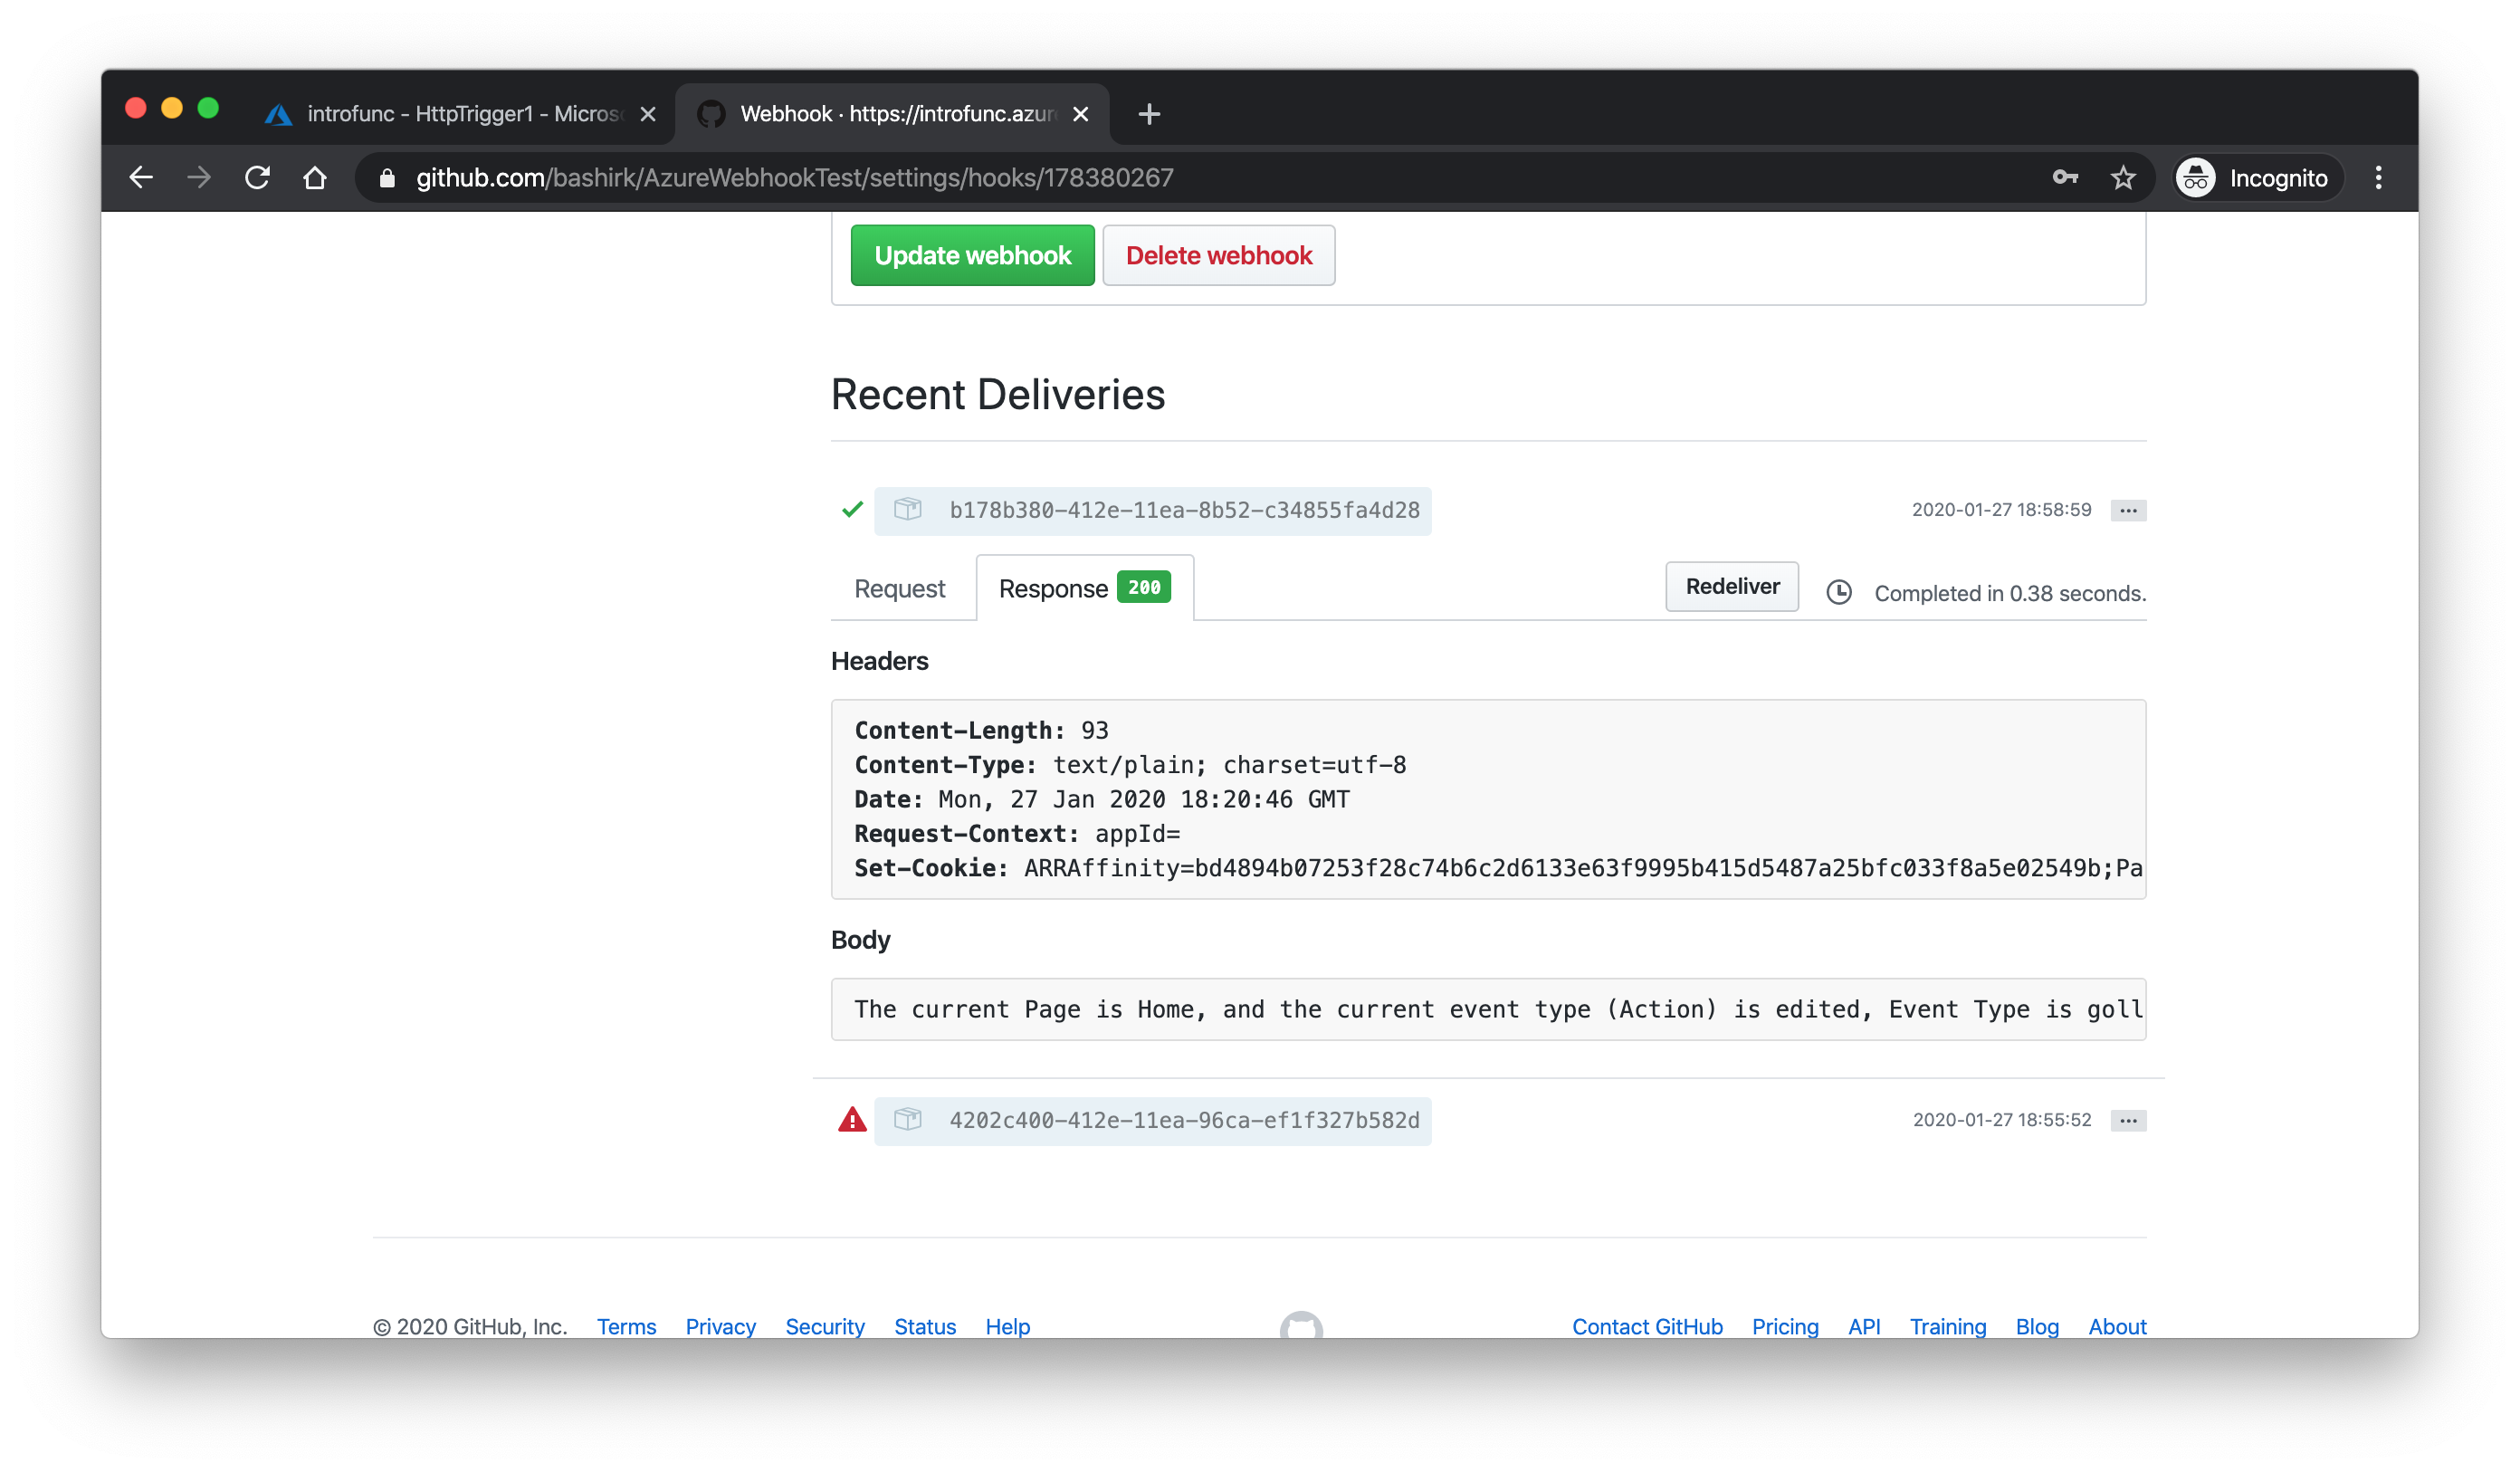 introfunc - HttpTrigger1 - Micros
Webhook · https://introfunc.azur
github.com/bashirk/AzureWebhookTest/settings/hooks/178380267
Incognito
Update webhook
Delete webhook
Recent Deliveries
b178b380-412e-11ea-8b52-c34855fa4d28
2020-01-27 18:58:59
Request
Response 200
Redeliver
Completed in 0.38 seconds.
Headers
Content-Length: 93
Content-Type: text/plain; charset=utf-8
Date: Mon, 27 Jan 2020 18:20:46 GMT
Request-Context: appId=
Set-Cookie: ARRAffinity=bd4894b07253f28c74b6c2d6133e63f9995b415d5487a25bfc033f8a5e02549b;Pa
Body
The current Page is Home, and the current event type (Action) is edited, Event Type is goll
4202c400-412e-11ea-96ca-ef1f327b582d
2020-01-27 18:55:52
© 2020 GitHub, Inc. Terms Privacy Security Status Help Contact GitHub Pricing API Training Blog About